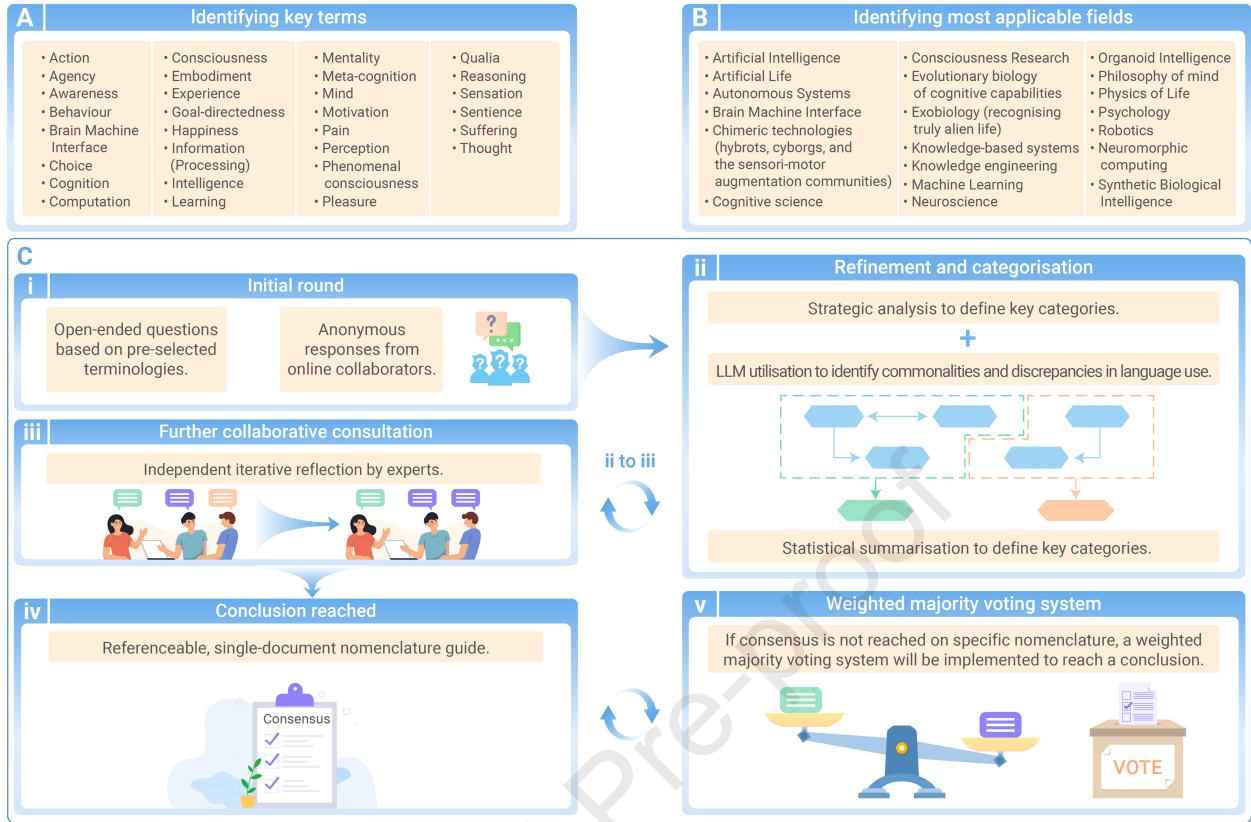 A
Identifying key terms
• Action
• Agency
• Awareness
• Behaviour
• Brain Machine
Interface
• Choice
• Cognition
• Computation
• Consciousness
• Embodiment
• Experience
• Goal-directedness
• Happiness
• Information
(Processing)
• Intelligence
• Learning
• Mentality
• Meta-cognition
• Mind
• Motivation
• Pain
• Perception
• Phenomenal
consciousness
• Pleasure
• Qualia
• Reasoning
• Sensation
• Sentience
• Suffering
• Thought
B
Identifying most applicable fields
• Artificial Intelligence
• Artificial Life
• Autonomous Systems
• Brain Machine Interface
• Chimeric technologies
(hybrots, cyborgs, and
the sensori-motor
augmentation communities)
• Cognitive science
• Consciousness Research
• Evolutionary biology
of cognitive capabilities
• Exobiology (recognising
truly alien life)
• Knowledge-based systems
• Knowledge engineering
• Machine Learning
• Neuroscience
• Organoid Intelligence
• Philosophy of mind
• Physics of Life
• Psychology
• Robotics
• Neuromorphic
computing
• Synthetic Biological
Intelligence
C
i
Initial round
Open-ended questions
based on pre-selected
terminologies.
Anonymous
responses from
online collaborators.
?
? ? ?
ii
Refinement and categorisation
Strategic analysis to define key categories.
+
LLM utilisation to identify commonalities and discrepancies in language use.
Statistical summarisation to define key categories.
iii
Further collaborative consultation
Independent iterative reflection by experts.
ii to iii
iv
Conclusion reached
Referenceable, single-document nomenclature guide.
Consensus
v
Weighted majority voting system
If consensus is not reached on specific nomenclature, a weighted
majority voting system will be implemented to reach a conclusion.
VOTE
Pre-proof